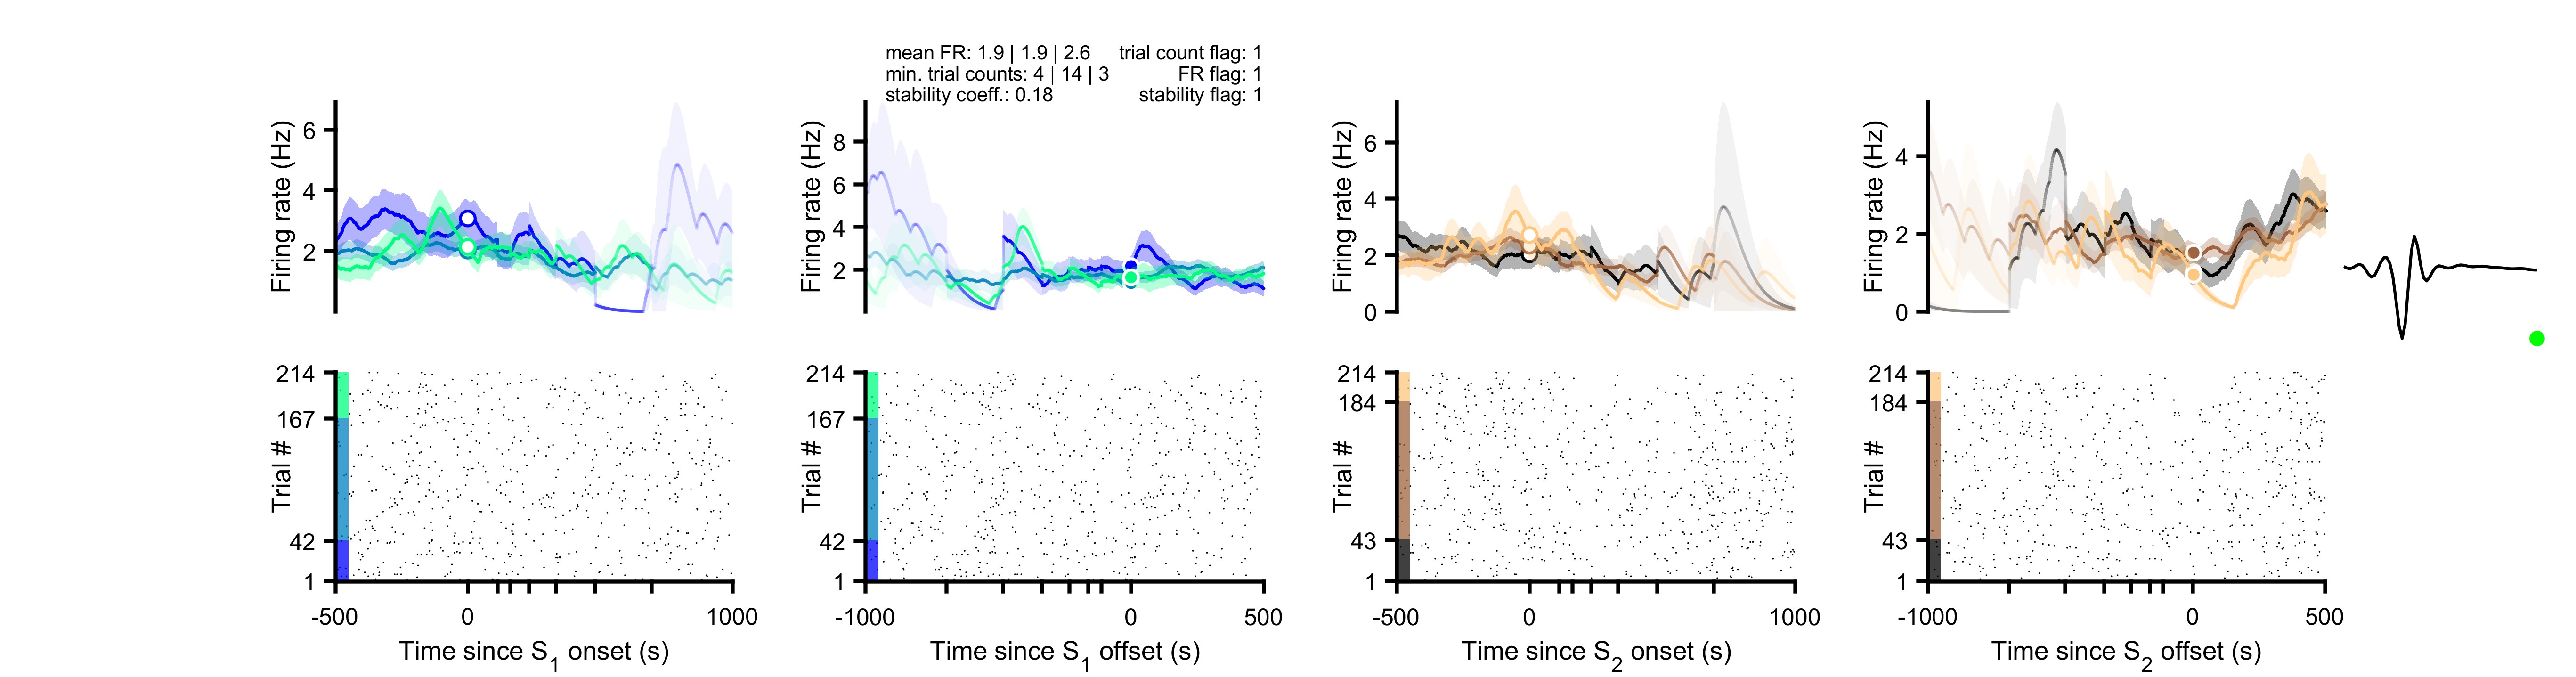 mean FR: 1.9 | 1.9 | 2.6 trial count flag: 1
min. trial counts: 4 | 14 | 3 FR flag: 1
stability coeff.: 0.18 stability flag: 1
Firing rate (Hz)
6
4
2
Firing rate (Hz)
8
6
4
2
Firing rate (Hz)
6
4
2
0
Firing rate (Hz)
4
2
0
Trial #
214
167
42
1
-500 0 1000
Time since S1 onset (s)
Trial #
214
167
42
1
-1000 0 500
Time since S1 offset (s)
Trial #
214
184
43
1
-500 0 1000
Time since S2 onset (s)
Trial #
214
184
43
1
-1000 0 500
Time since S2 offset (s)